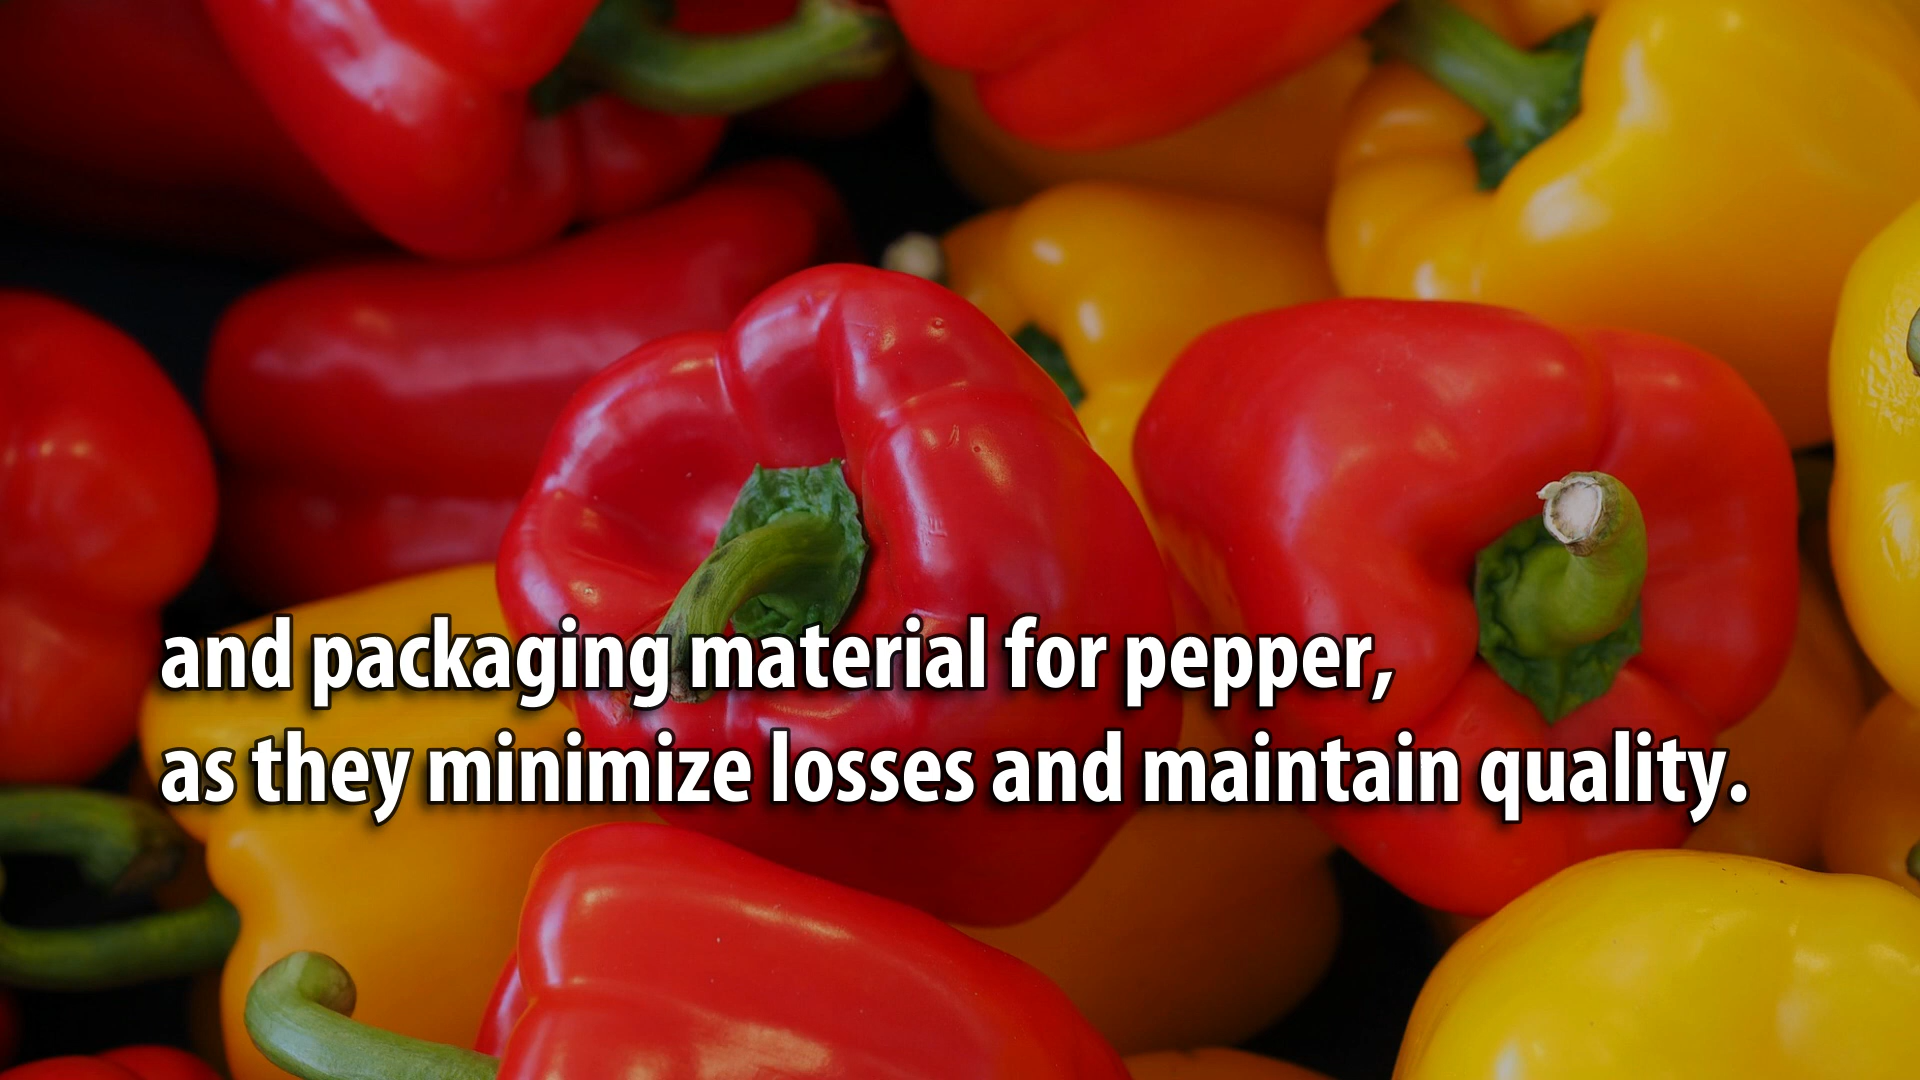 and packaging material for pepper,
as they minimize losses and maintain quality.